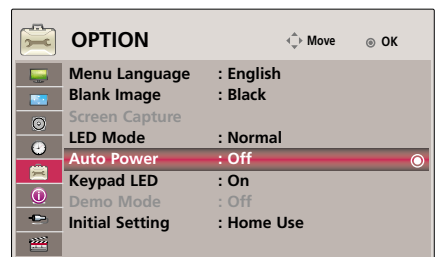 OPTION Move OK
Menu Language : English
Blank Image : Black
Screen Capture
LED Mode : Normal
Auto Power : Off
Keypad LED : On
Demo Mode : Off
Initial Setting : Home Use